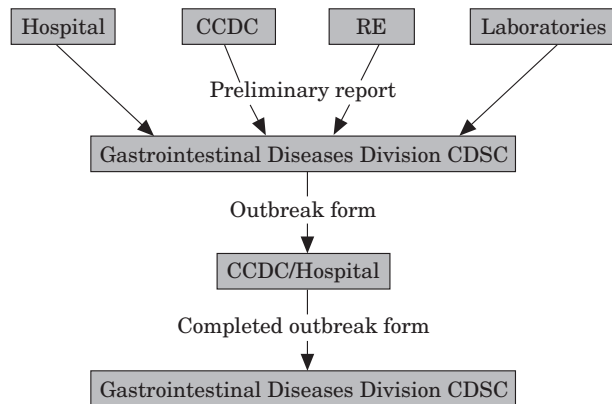 Hospital
CCDC
RE
Laboratories
Preliminary report
Gastrointestinal Diseases Division CDSC
Outbreak form
CCDC/Hospital
Completed outbreak form
Gastrointestinal Diseases Division CDSC